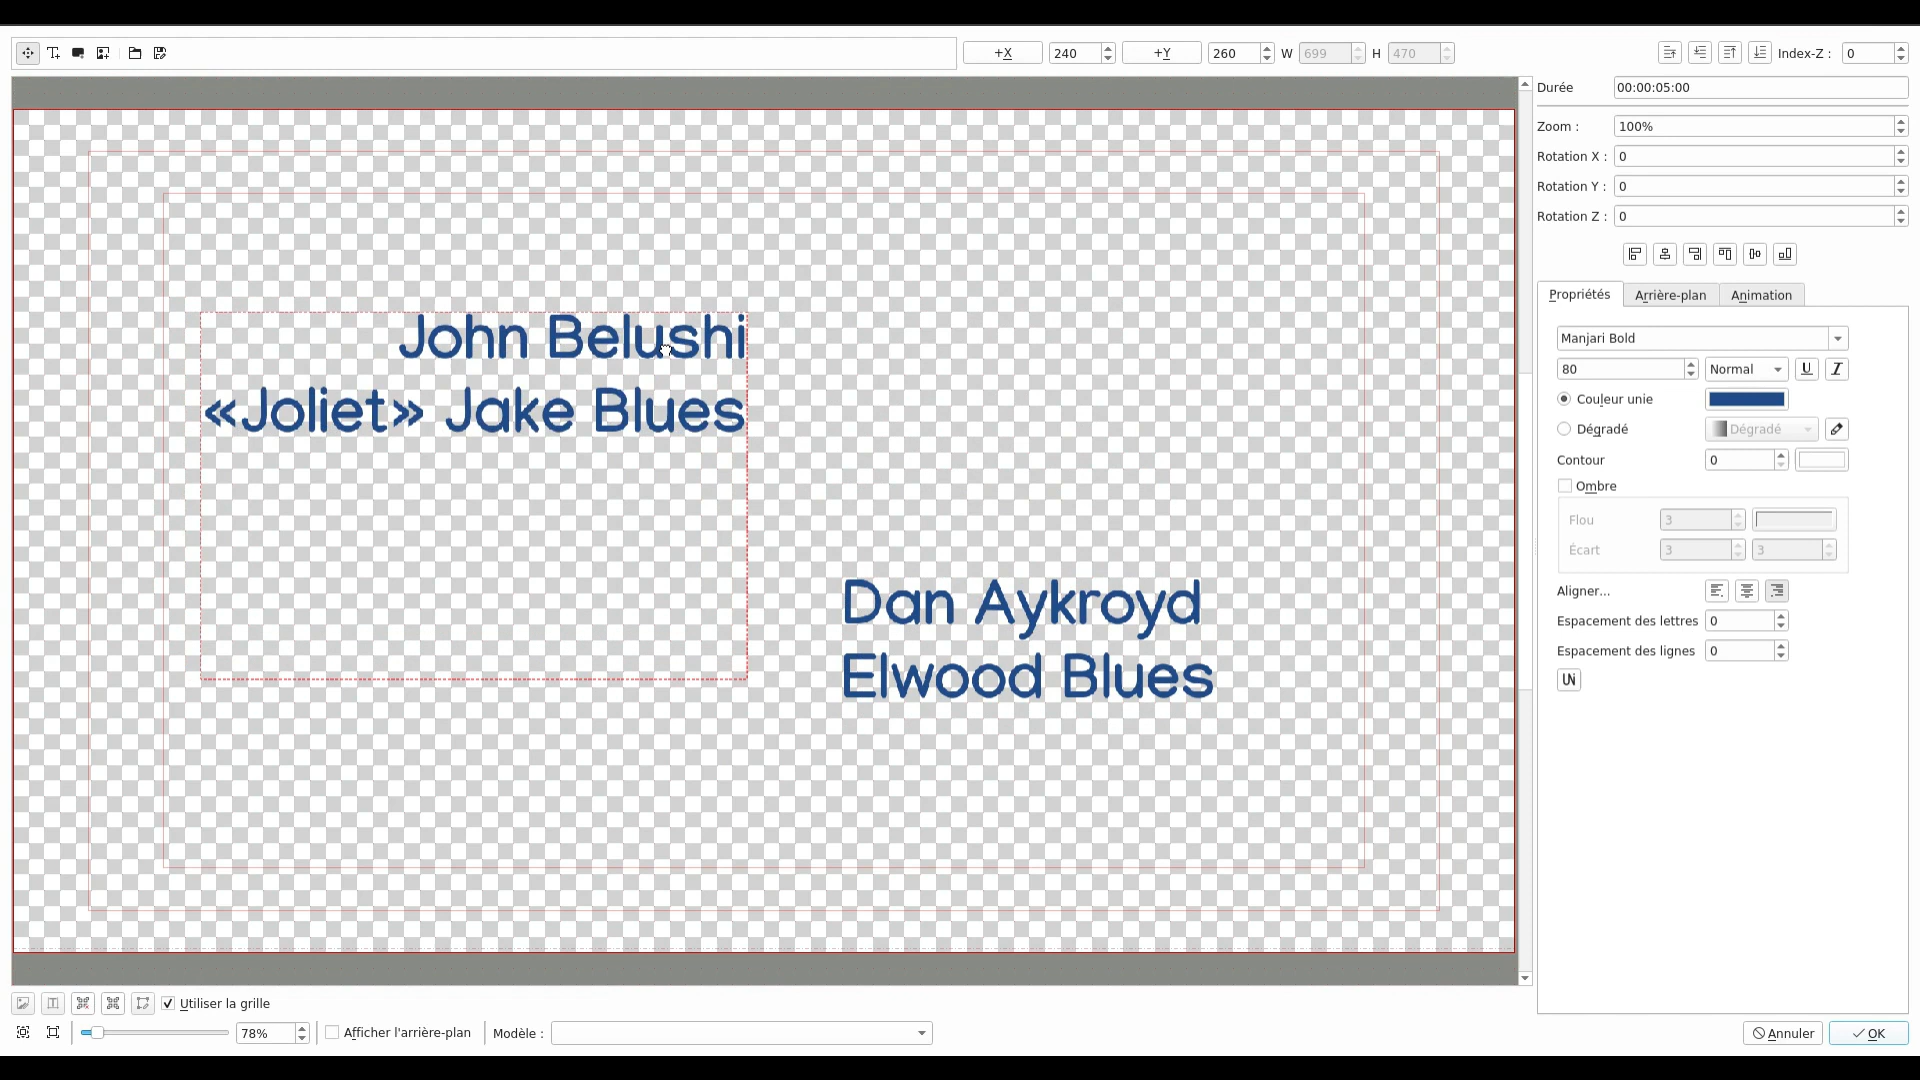 +X 240 +Y 260 W 699 H 470 Index-Z : 0
Durée 00:00:05:00
Zoom : 100%
Rotation X : 0
Rotation Y : 0
Rotation Z : 0
Propriétés Arrière-plan Animation
Manjari Bold
80 Normal U I
Couleur unie
Dégradé Dégradé
Contour 0
Ombre
Flou 3
Écart 3 3
Aligner...
Espacement des lettres 0
Espacement des lignes 0
John Belushi
«Joliet» Jake Blues
Dan Aykroyd
Elwood Blues
Utiliser la grille
78% Afficher l'arrière-plan Modèle :
Annuler OK